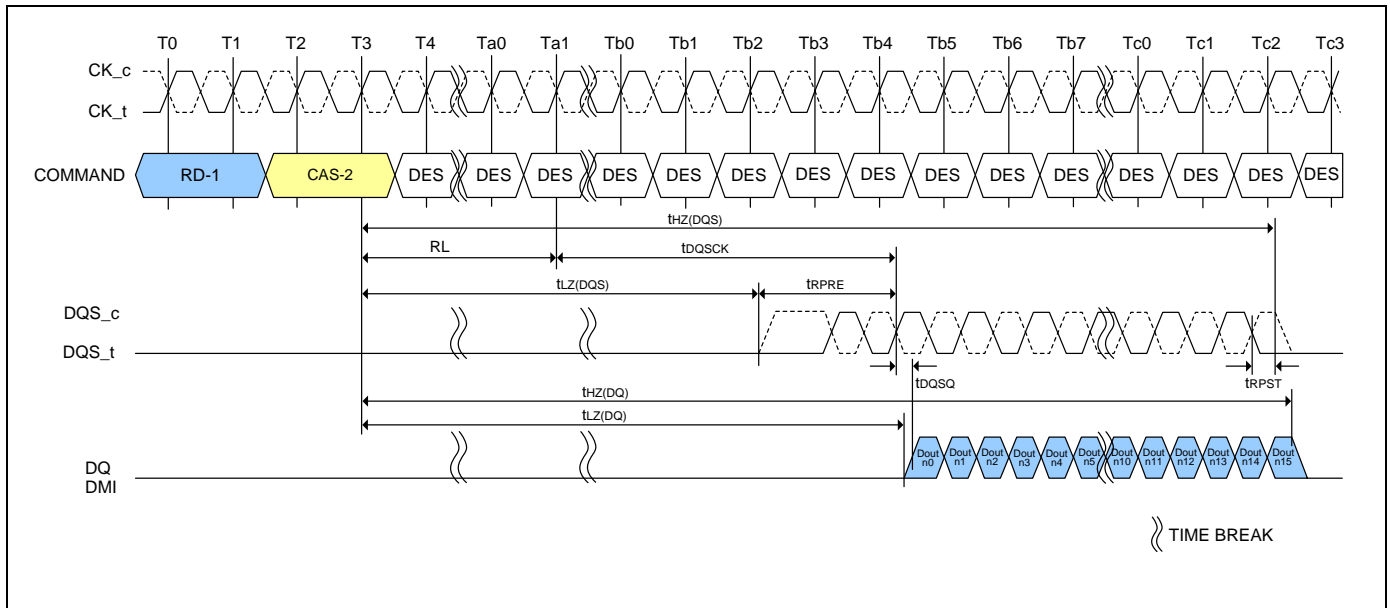 T0 T1 T2 T3 T4 Ta0 Ta1 Tb0 Tb1 Tb2 Tb3 Tb4 Tb5 Tb6 Tb7 Tc0 Tc1 Tc2 Tc3
CK_c
CK_t
COMMAND RD-1 CAS-2 DES DES DES DES DES DES DES DES DES DES DES DES DES DES DES
tHZ(DQS)
RL tDQSCK
tLZ(DQS) tRPRE
DQS_c
DQS_t
tDQSQ tRPST
tHZ(DQ)
tLZ(DQ)
DQ
DMI
Dout n0 Dout n1 Dout n2 Dout n3 Dout n4 Dout n5 Dout n10 Dout n11 Dout n12 Dout n13 Dout n14 Dout n15
TIME BREAK